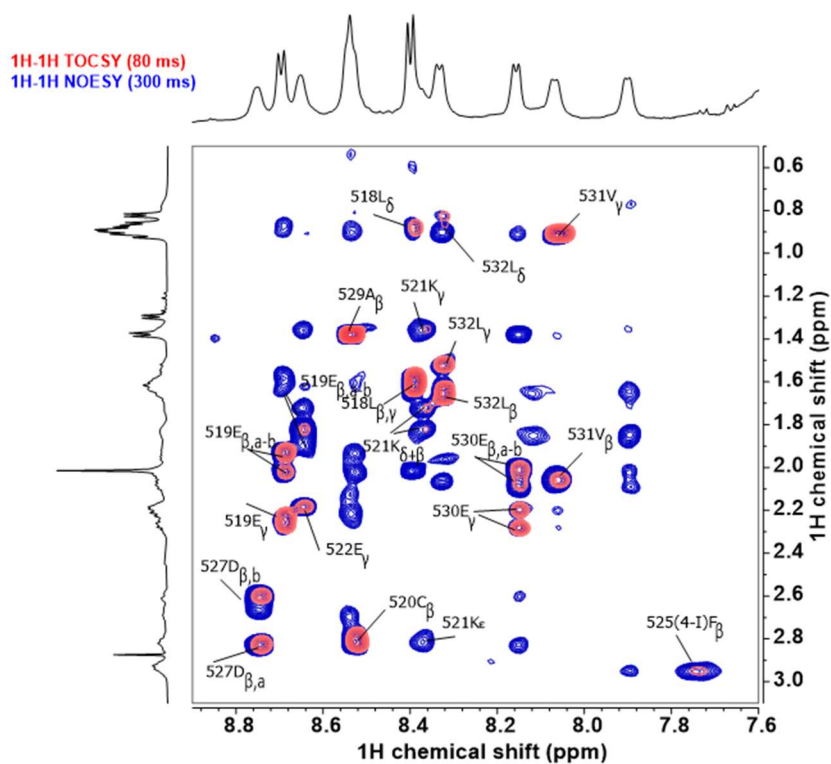 1H-1H TOCSY (80 ms)
1H-1H NOESY (300 ms)
518Lδ
531Vγ
532Lδ
529Aβ
521Kγ
532Lγ
519Eβ,a-b
518Lβ,γ
532Lβ
519Eβ,a-b
521Kδ+β
530Eβ,a-b
531Vβ
519Eγ
522Eγ
530Eγ
527Dβ,b
520Cβ
521Kε
525(4-I)Fβ
527Dβ,a
0.6
0.8
1.0
1.2
1.4
1.6
1.8
2.0
2.2
2.4
2.6
2.8
3.0
1H chemical shift (ppm)
8.8 8.6 8.4 8.2 8.0 7.8 7.6
1H chemical shift (ppm)